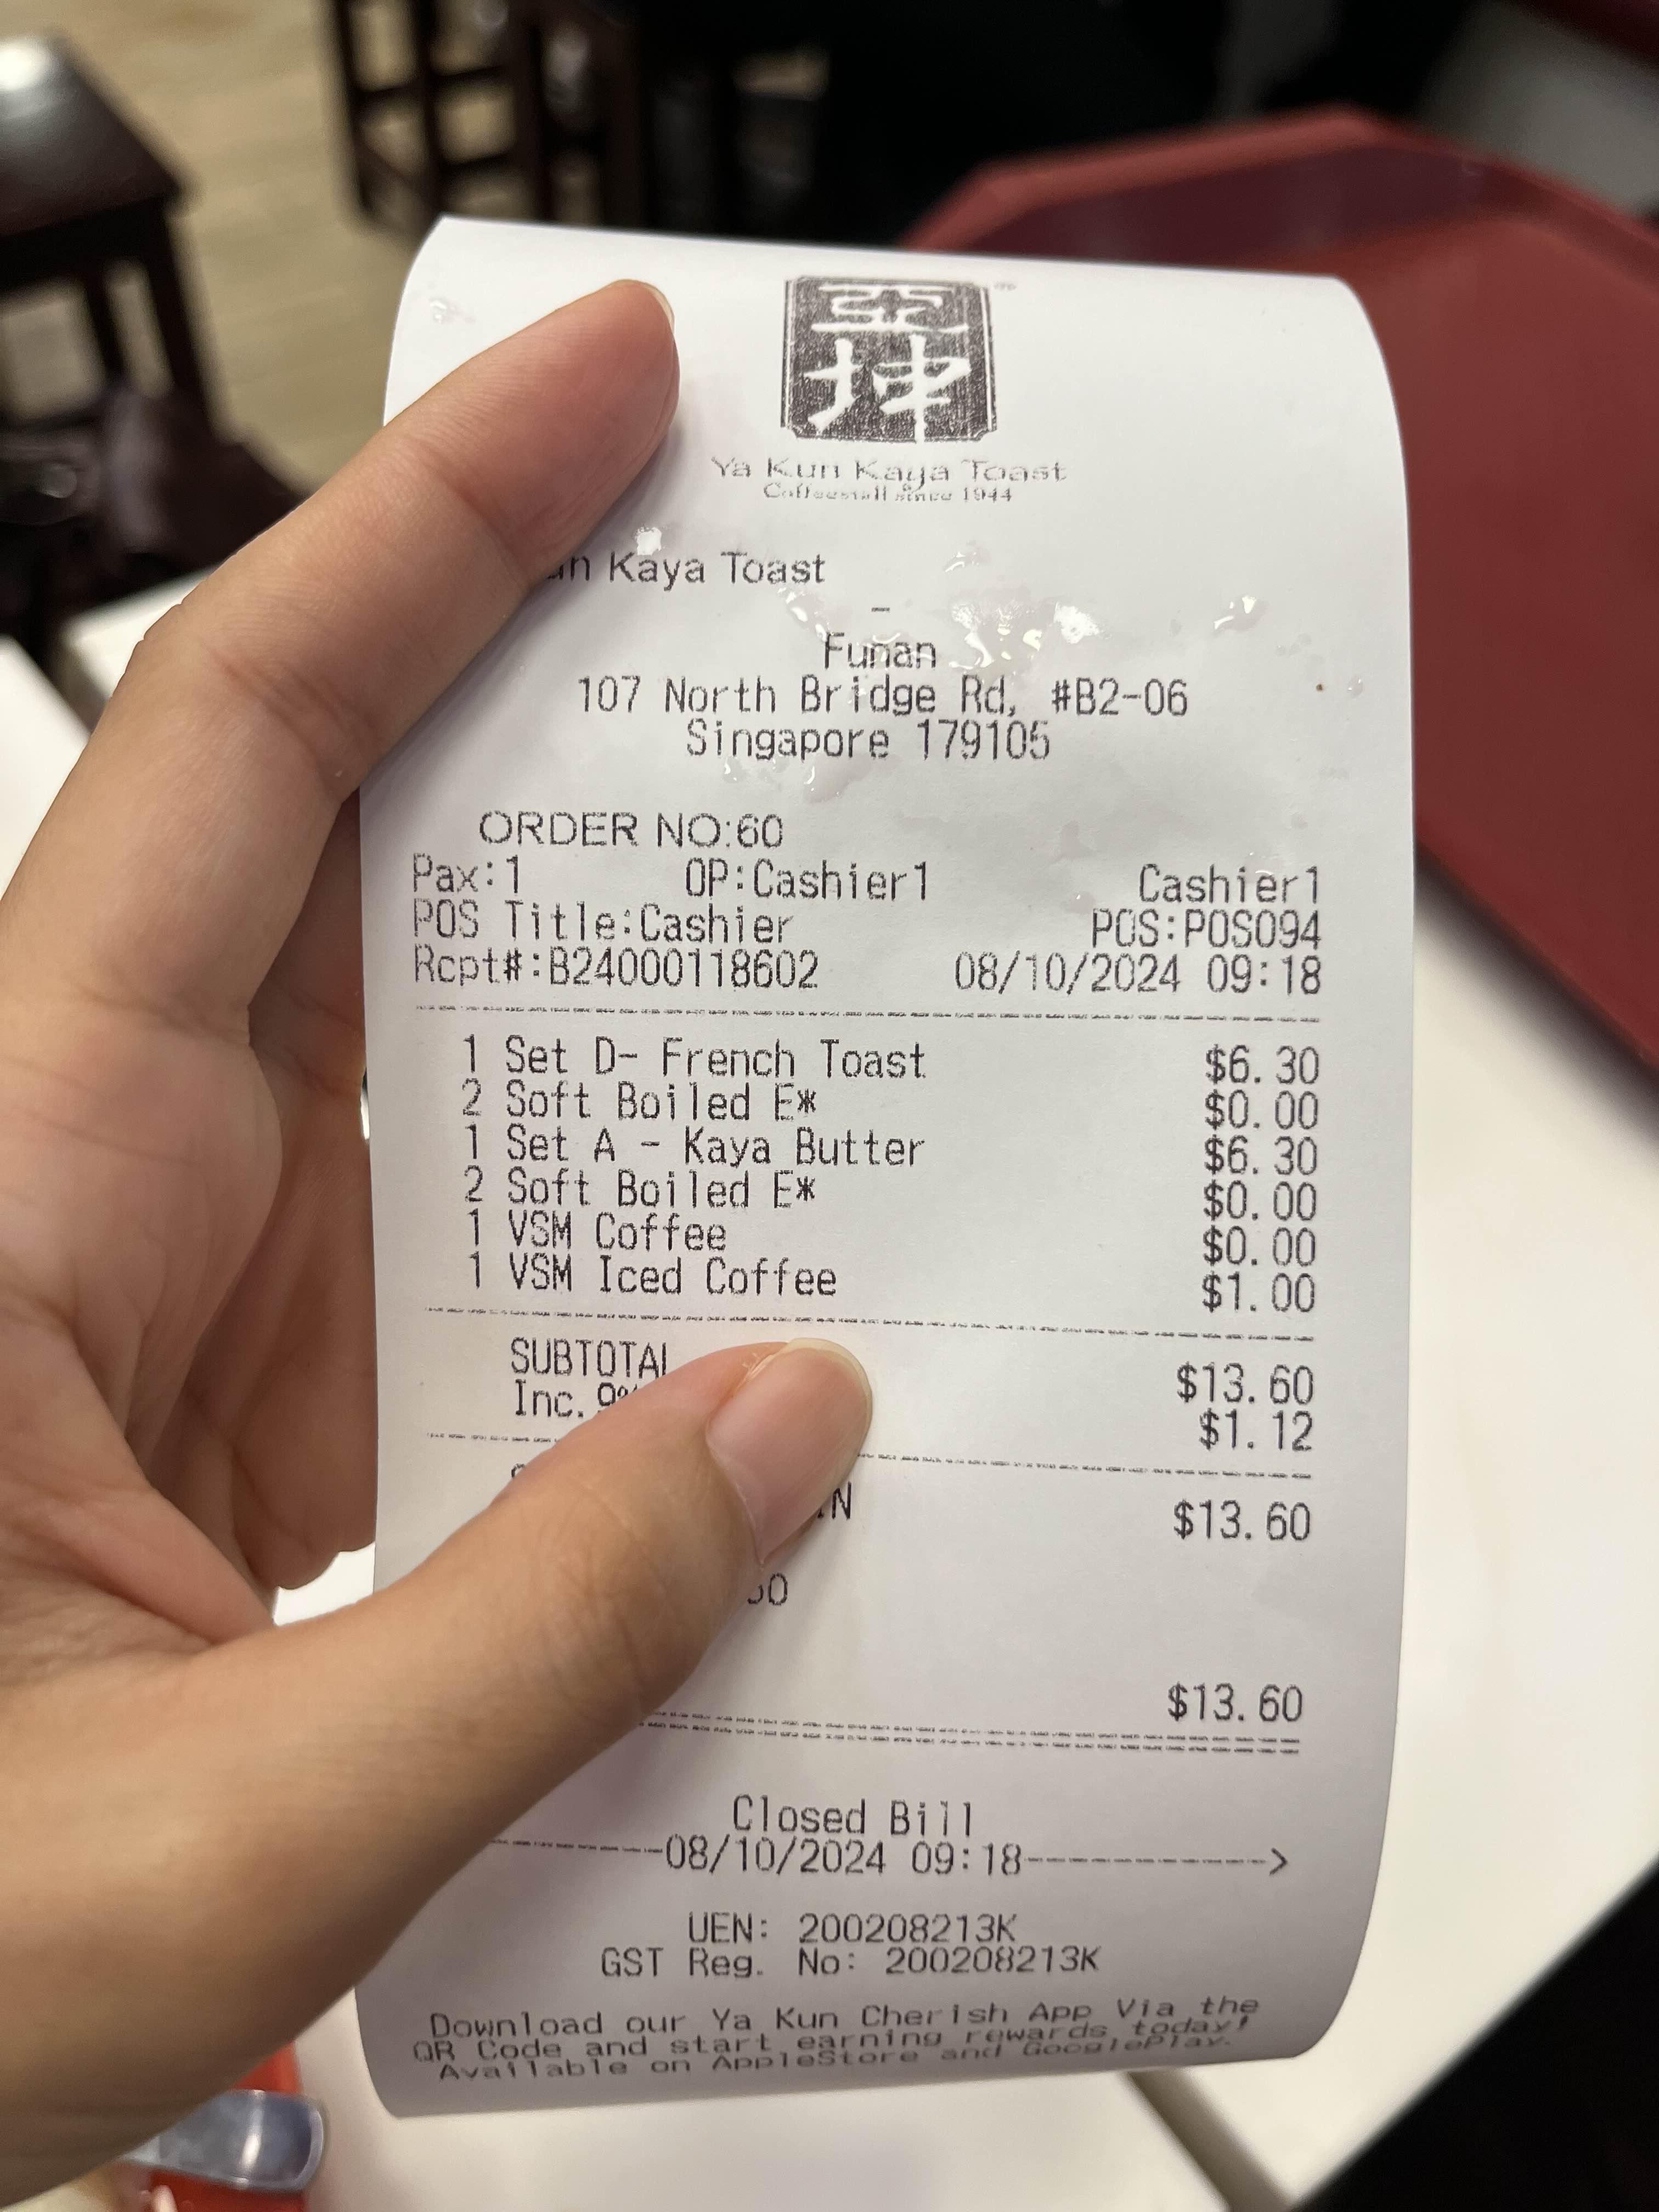 亞坤
Ya Kun Kaya Toast
Coffeestall since 1944
Kaya Toast
-
Funan
107 North Bridge Rd, #B2-06
Singapore 179105
ORDER NO:60
Pax:1 OP:Cashier1 Cashier1
POS Title:Cashier POS:POS094
Rcpt#:B24000118602 08/10/2024 09:18
1 Set D- French Toast $6.30
2 Soft Boiled E* $0.00
1 Set A - Kaya Butter $6.30
2 Soft Boiled E* $0.00
1 VSM Coffee $0.00
1 VSM Iced Coffee $1.00
SUBTOTAL $13.60
Inc.9% $1.12
$13.60
$13.60
Closed Bill
08/10/2024 09:18------------->
UEN: 200208213K
GST Reg. No: 200208213K
Download our Ya Kun Cherish App Via the
QR Code and start earning rewards today!
Available on AppleStore and GooglePlay.